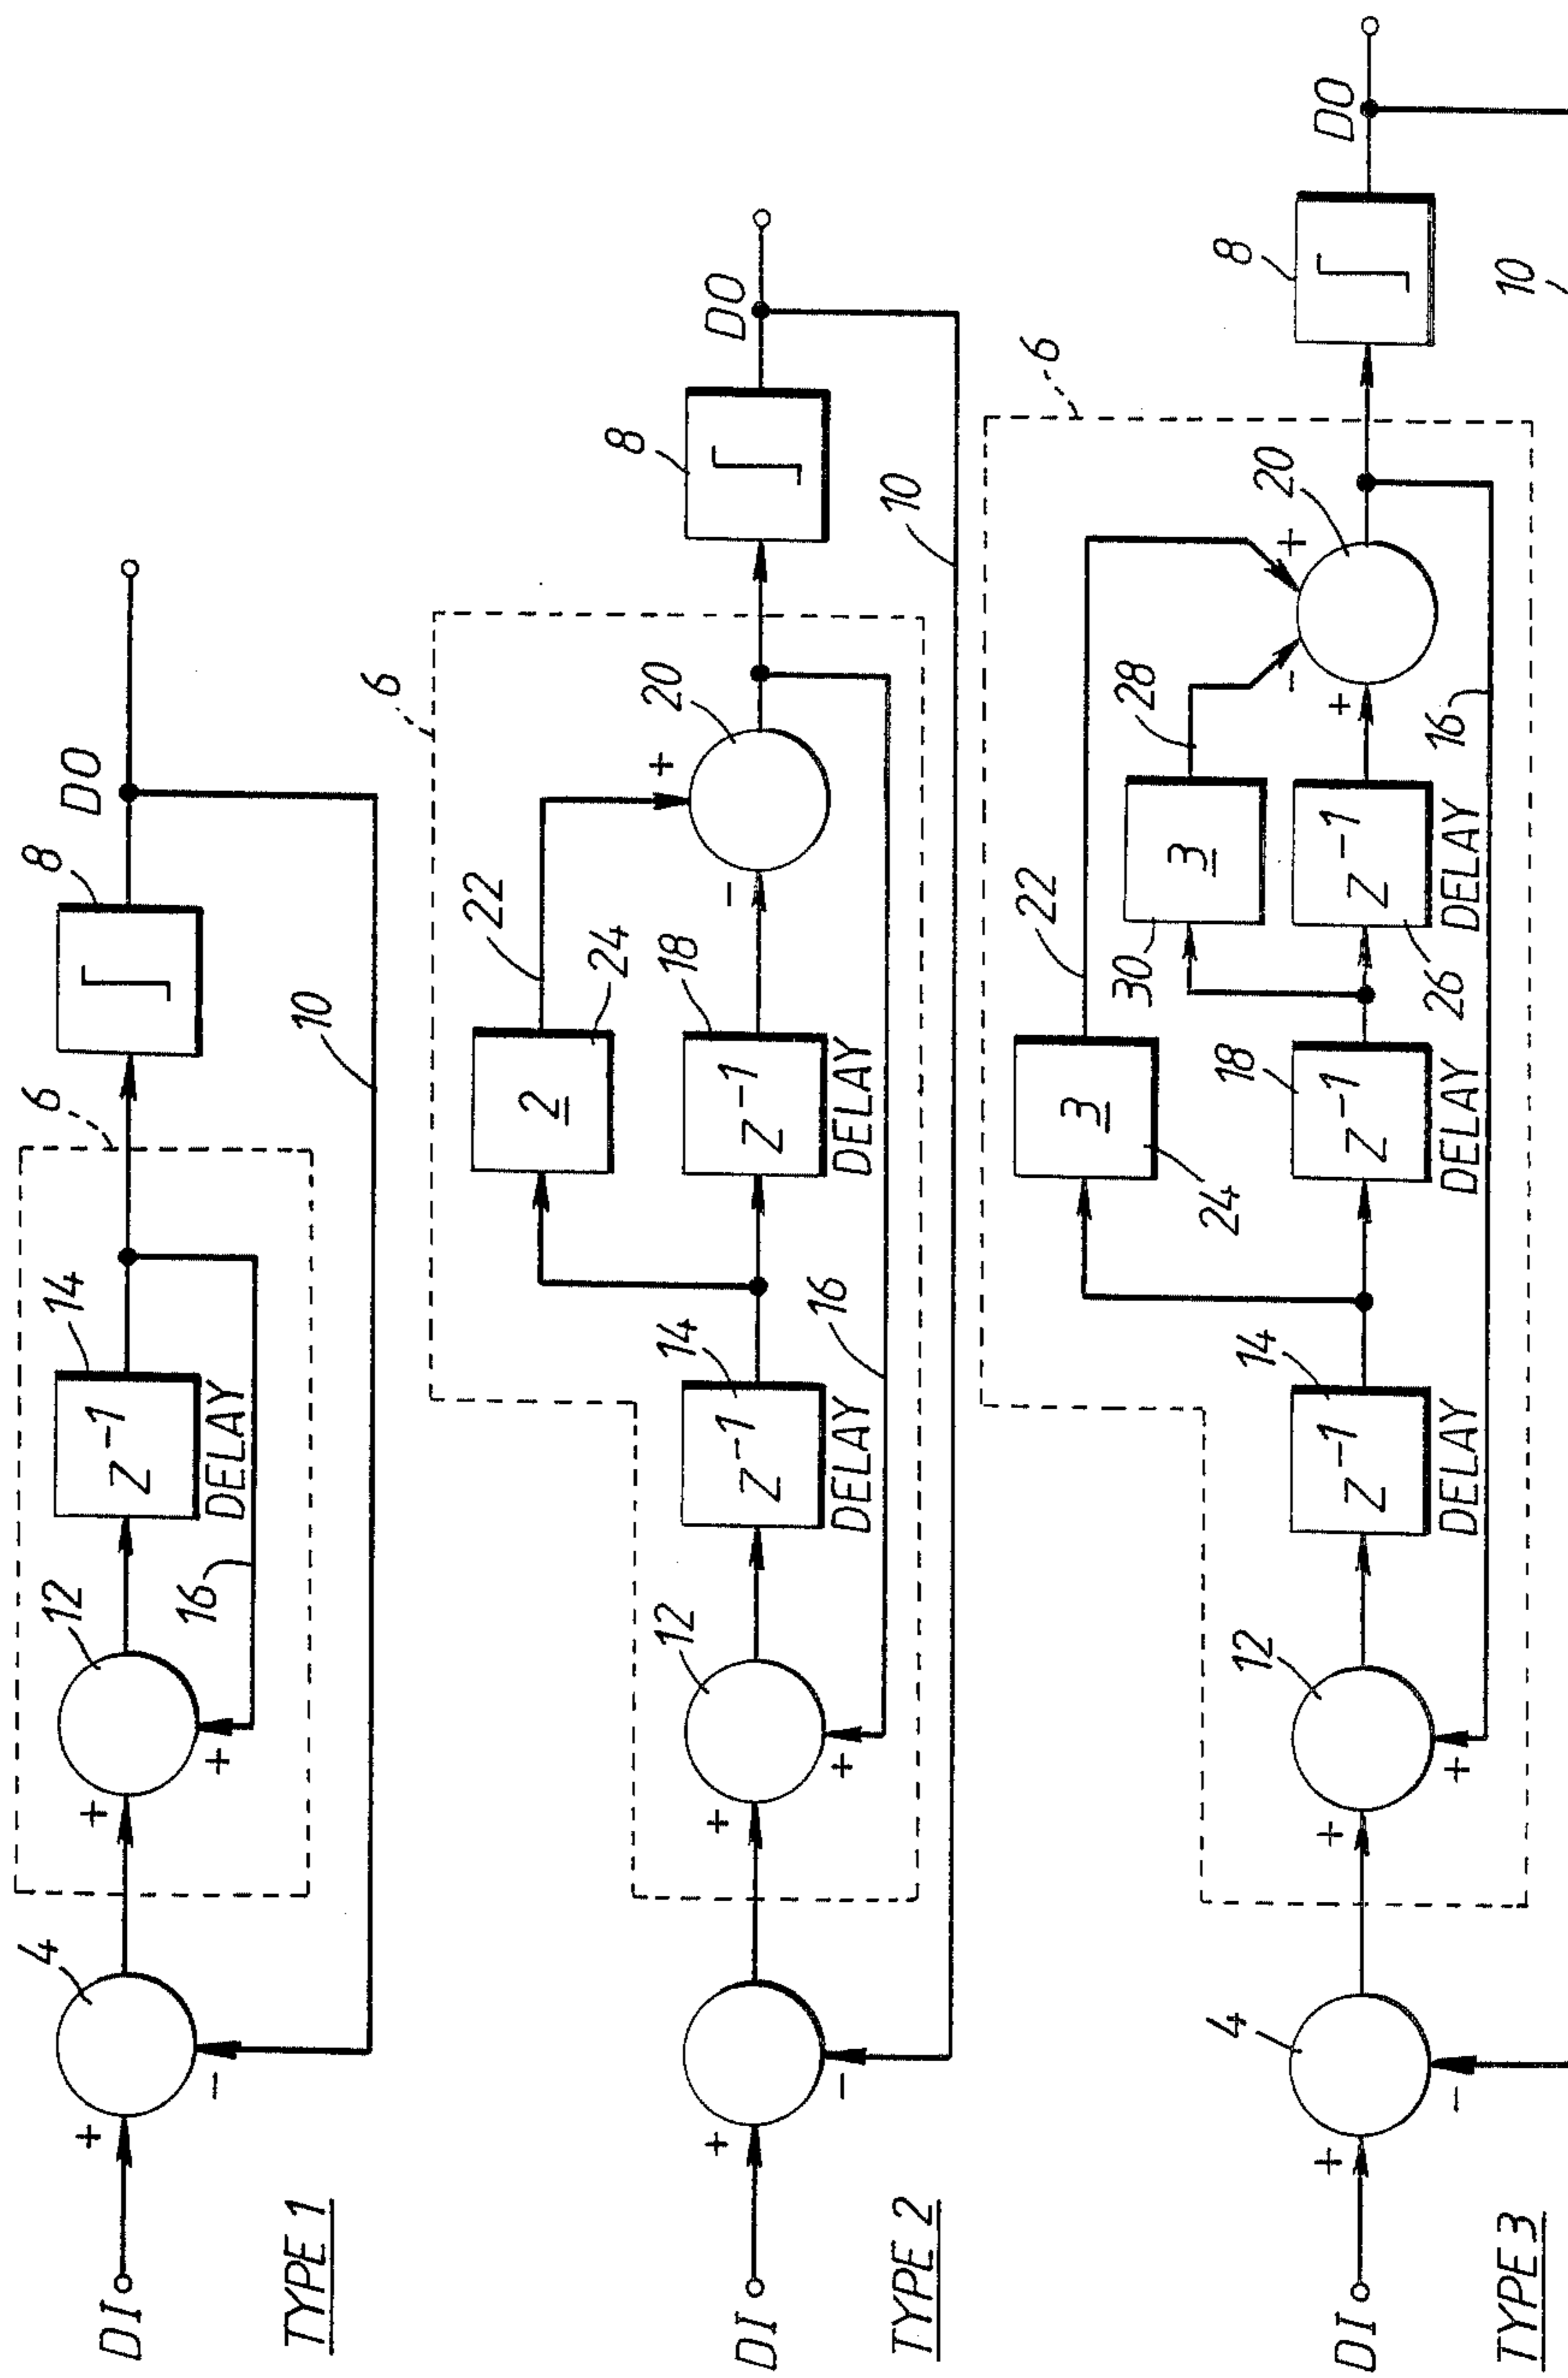 DI
+
-
4
+
+
12
z⁻¹
14
DELAY
16
6
∫
8
DO
10
TYPE 1
DI
+
-
+
+
12
z⁻¹
14
DELAY
16
2
24
22
z⁻¹
18
DELAY
-
+
20
6
∫
8
DO
10
TYPE 2
DI
+
-
4
+
+
12
z⁻¹
14
DELAY
3
24
22
z⁻¹
18
DELAY
3
30
28
z⁻¹
26
DELAY
+
-
+
20
16
6
∫
8
DO
10
TYPE 3